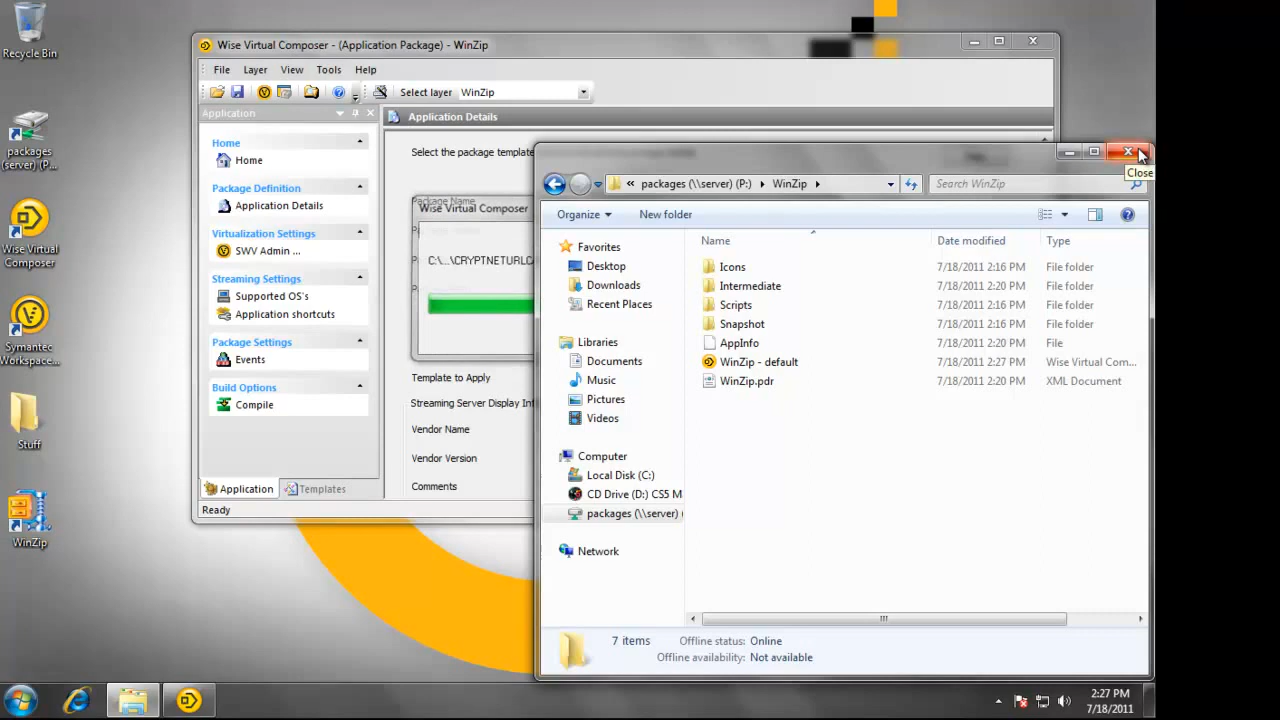 Recycle Bin
packages
(server) (P...
Wise Virtual
Composer
Symantec
Workspace...
Stuff
WinZip
Wise Virtual Composer - (Application Package) - WinZip
File Layer View Tools Help
Select layer WinZip
Application
Home
Home
Package Definition
Application Details
Virtualization Settings
SWV Admin ...
Streaming Settings
Supported OS's
Application shortcuts
Package Settings
Events
Build Options
Compile
Application Templates
Ready
Application Details
Select the package templat
Package Name
Wise Virtual Composer
C:\...\CRYPTNETURLCA
Template to Apply
Streaming Server Display Inf
Vendor Name
Vendor Version
Comments
Close
packages (\\server) (P:) WinZip
Search WinZip
Organize New folder
Favorites
Desktop
Downloads
Recent Places
Libraries
Documents
Music
Pictures
Videos
Computer
Local Disk (C:)
CD Drive (D:) CS5 M
packages (\\server) (
Network
Name Date modified Type
Icons 7/18/2011 2:16 PM File folder
Intermediate 7/18/2011 2:20 PM File folder
Scripts 7/18/2011 2:16 PM File folder
Snapshot 7/18/2011 2:16 PM File folder
AppInfo 7/18/2011 2:20 PM File
WinZip - default 7/18/2011 2:27 PM Wise Virtual Com...
WinZip.pdr 7/18/2011 2:20 PM XML Document
7 items Offline status: Online
Offline availability: Not available
2:27 PM
7/18/2011